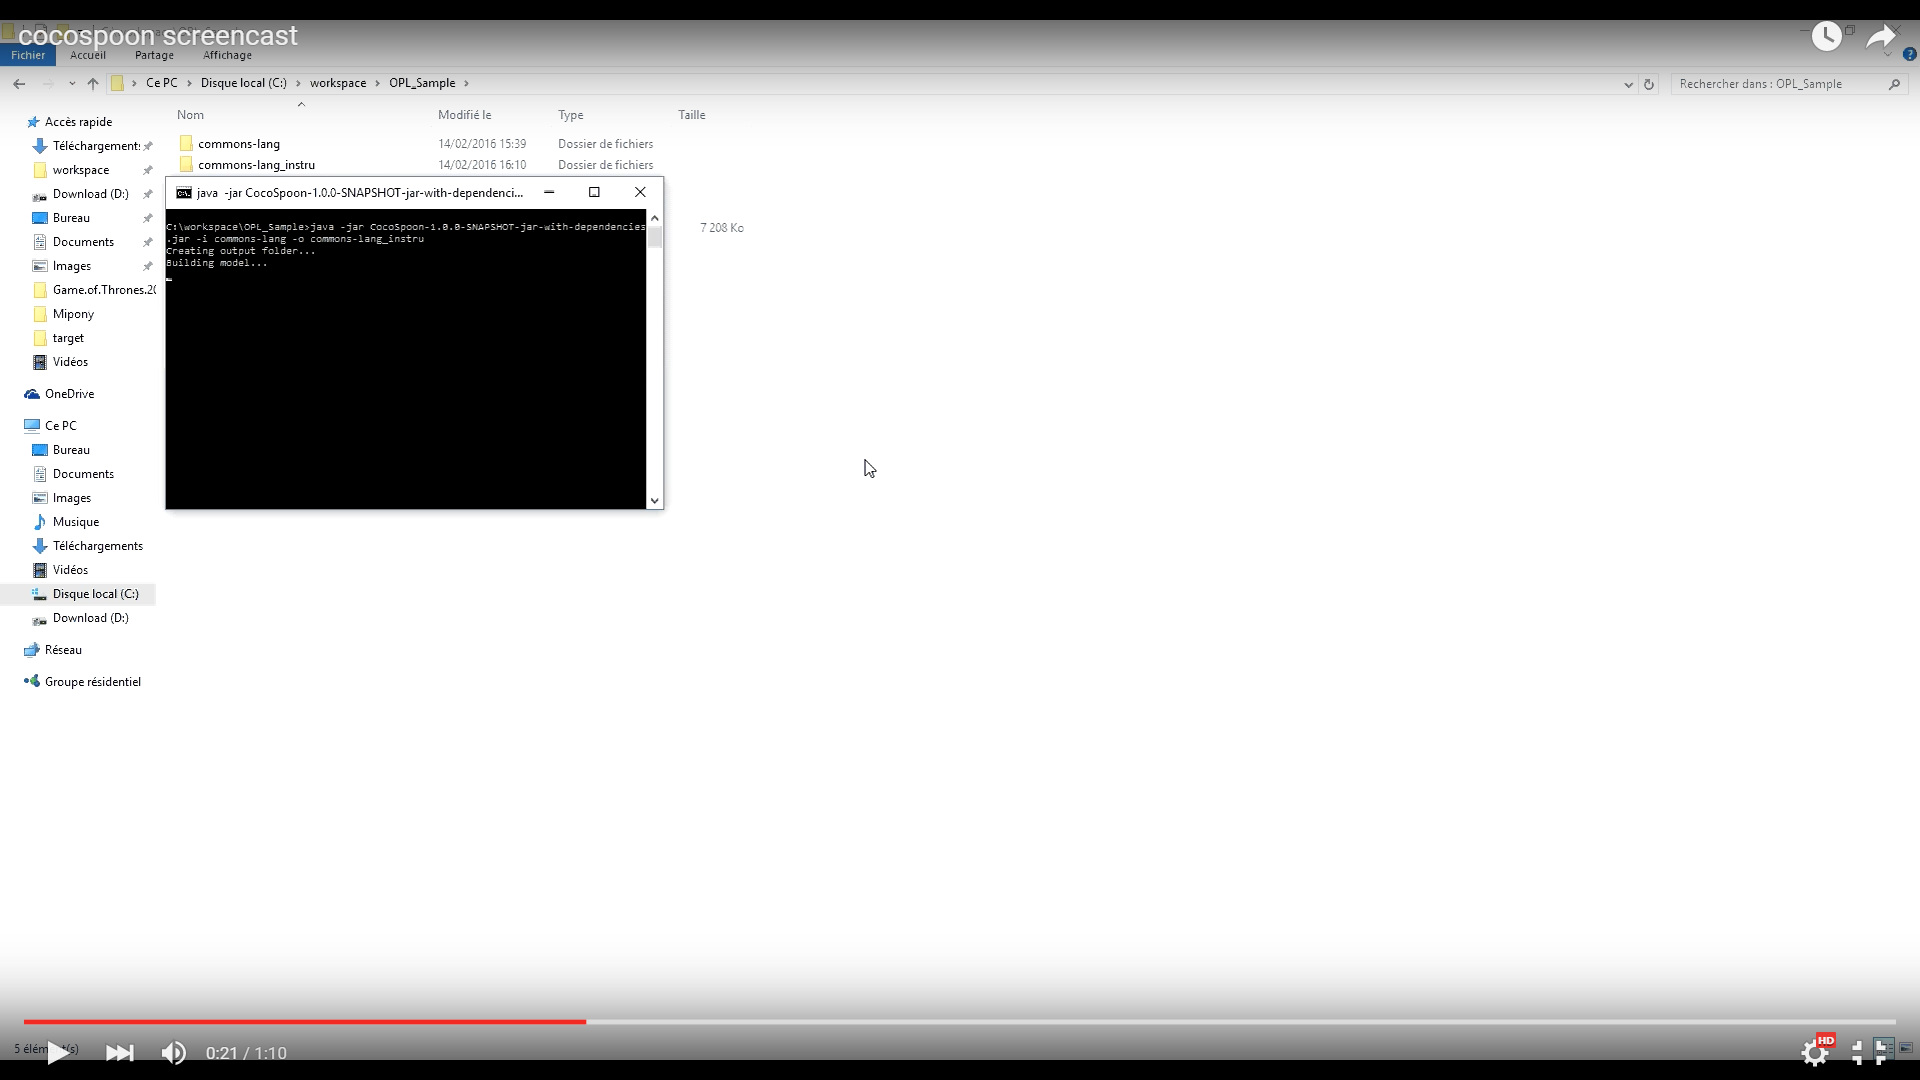 cocospoon screencast
Fichier Accueil Partage Affichage
Ce PC Disque local (C:) workspace OPL_Sample
Rechercher dans : OPL_Sample
Nom Modifié le Type Taille
commons-lang 14/02/2016 15:39 Dossier de fichiers
commons-lang_instru 14/02/2016 16:10 Dossier de fichiers
7 208 Ko
java -jar CocoSpoon-1.0.0-SNAPSHOT-jar-with-dependenci...
C:\workspace\OPL_Sample>java -jar CocoSpoon-1.0.0-SNAPSHOT-jar-with-dependencies
.jar -i commons-lang -o commons-lang_instru
Creating output folder...
Building model...
Accès rapide
Téléchargements
workspace
Download (D:)
Bureau
Documents
Images
Game.of.Thrones.20
Mipony
target
Vidéos
OneDrive
Ce PC
Bureau
Documents
Images
Musique
Téléchargements
Vidéos
Disque local (C:)
Download (D:)
Réseau
Groupe résidentiel
5 élément(s)
0:21 / 1:10
HD